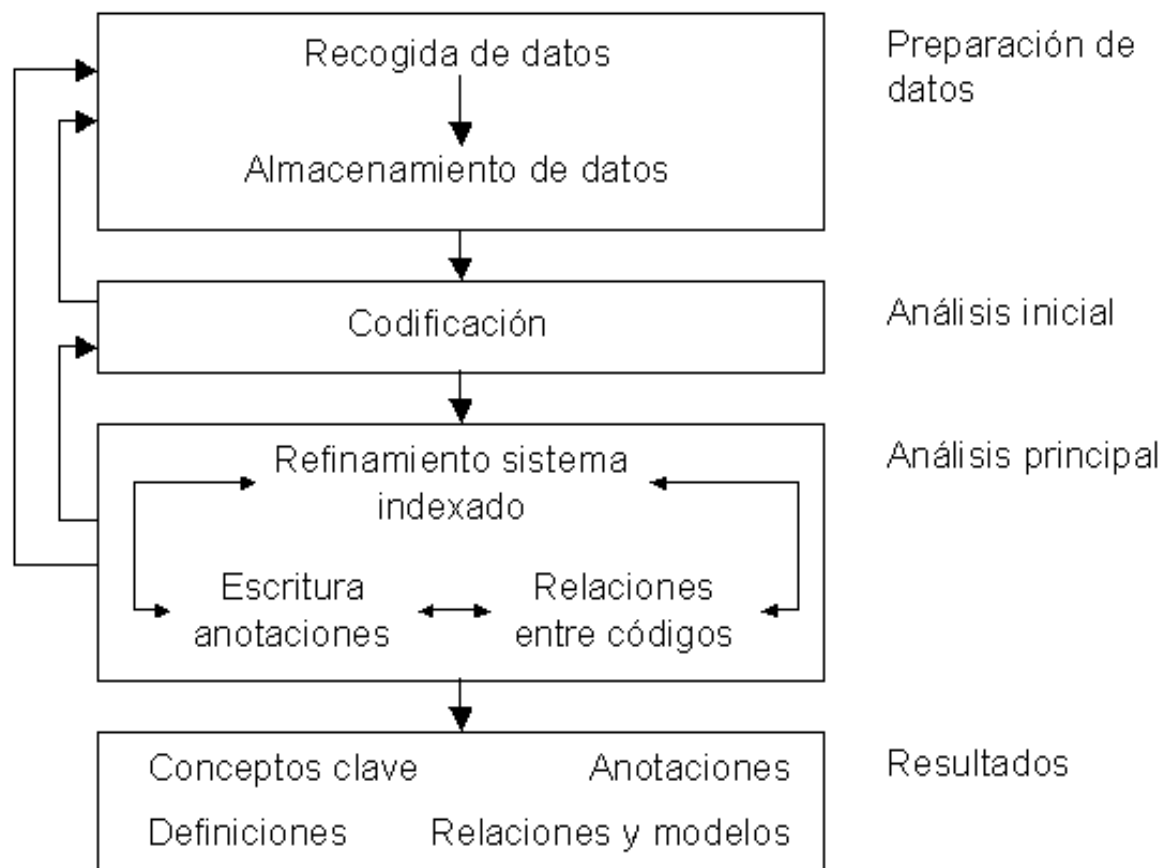 Recogida de datos
Preparación de
datos
Almacenamiento de datos
Codificación
Análisis inicial
Refinamiento sistema
indexado
Análisis principal
Escritura
anotaciones
Relaciones
entre códigos
Conceptos clave
Anotaciones
Resultados
Definiciones
Relaciones y modelos